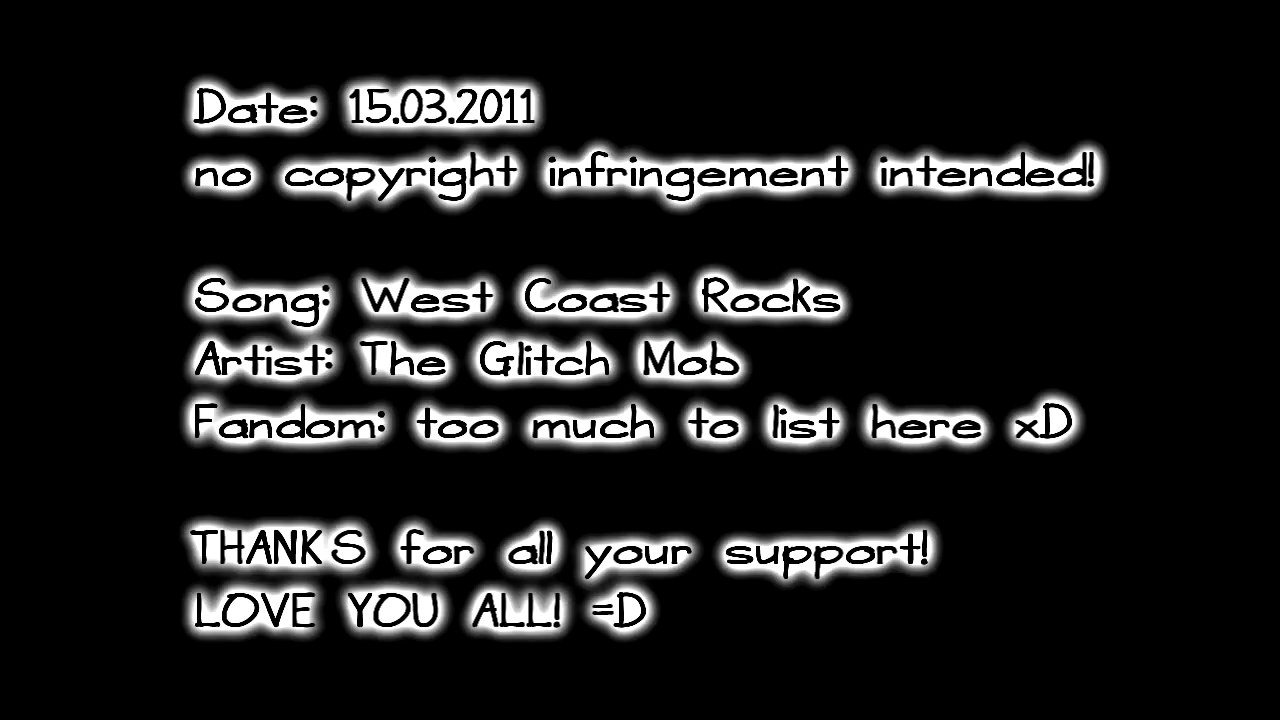 Date: 15.03.2011
no copyright infringement intended!
Song: West Coast Rocks
Artist: The Glitch Mob
Fandom: too much to list here xD
THANKS for all your support!
LOVE YOU ALL! =D